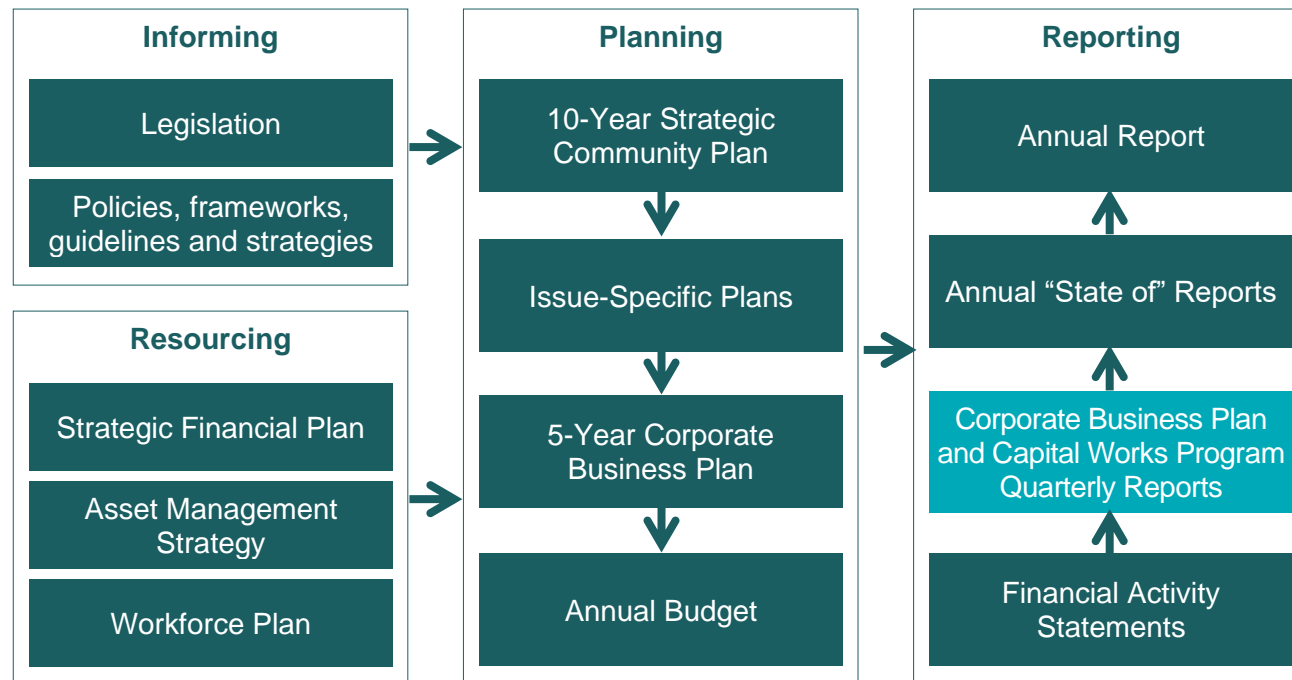 Informing
Legislation
Policies, frameworks,
guidelines and strategies
Resourcing
Strategic Financial Plan
Asset Management
Strategy
Workforce Plan
Planning
10-Year Strategic
Community Plan
Issue-Specific Plans
5-Year Corporate
Business Plan
Annual Budget
Reporting
Annual Report
Annual “State of” Reports
Corporate Business Plan
and Capital Works Program
Quarterly Reports
Financial Activity
Statements